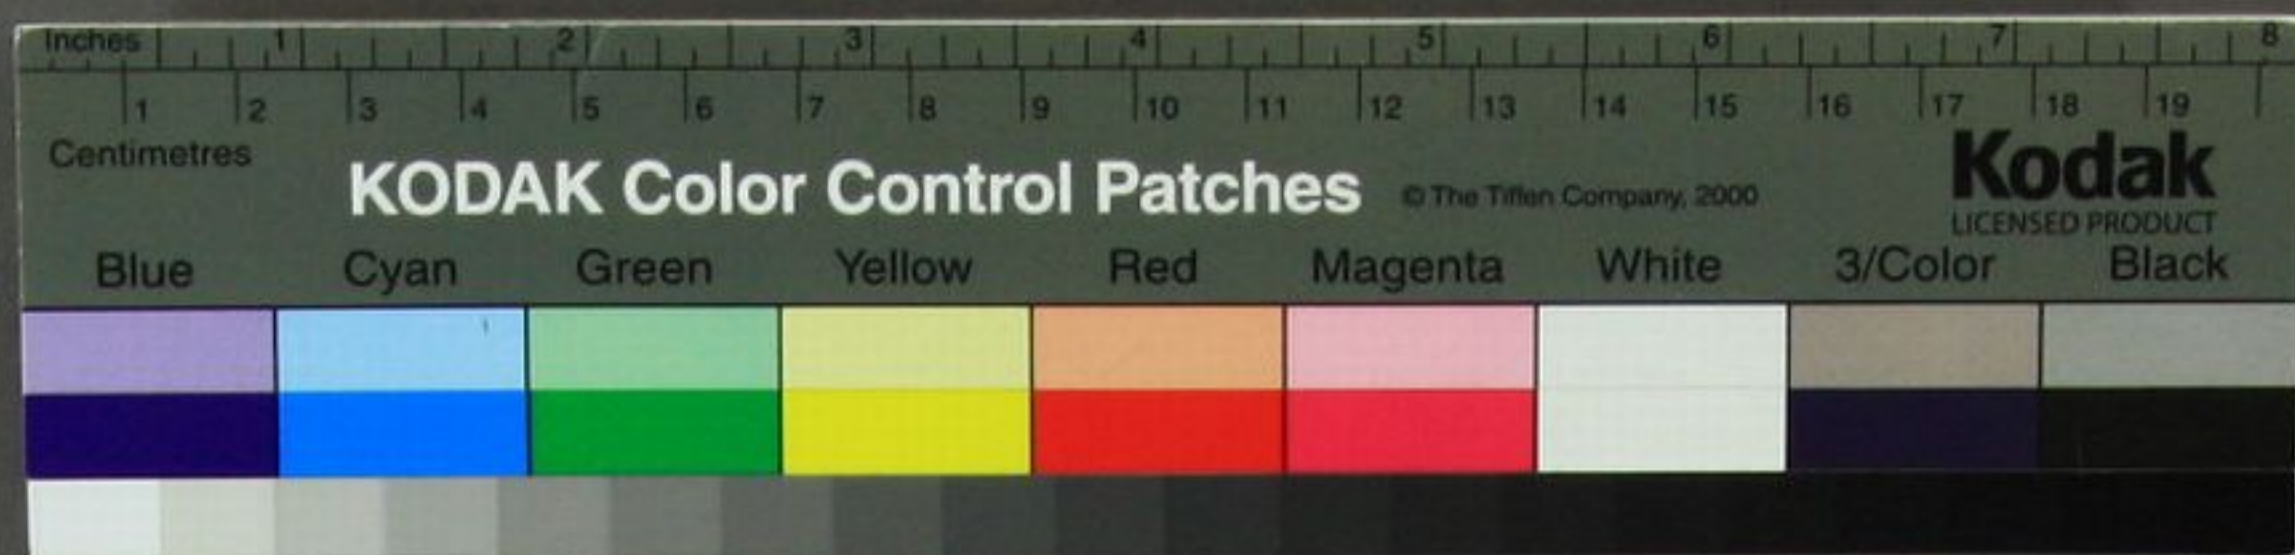 Inches 1 2 3 4 5 6 7 8
1 2 3 4 5 6 7 8 9 10 11 12 13 14 15 16 17 18 19
Centimetres
KODAK Color Control Patches © The Tiffen Company, 2000
Kodak
LICENSED PRODUCT
Blue Cyan Green Yellow Red Magenta White 3/Color Black